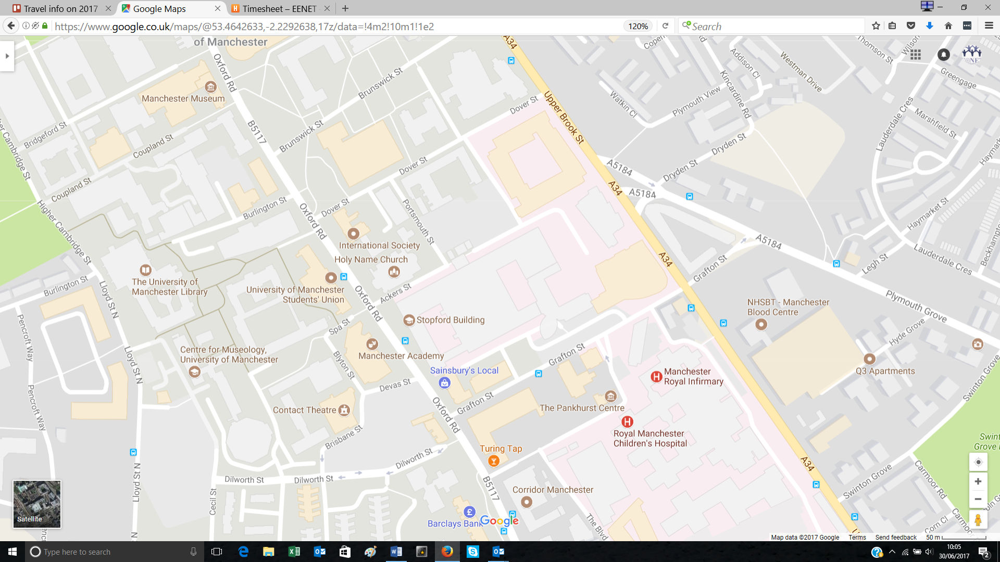 Travel info on 2017
Google Maps
Timesheet – EENET
https://www.google.co.uk/maps/@53.4642633,-2.2292638,17z/data=!4m2!10m1!1e2
120%
Search
of Manchester
A34
Oxford Rd
Manchester Museum
Brunswick St
Dover St
Upper Brook St
Watkin Cl
Plymouth View
Kincardine Rd
Addison Cl
Westman Drive
Thomson St
Greengage
ONE
Lauderdale Cres
Marshfield St
Bridgeford St
Coupland St
B5117
Brunswick St
Dryden St
A5184
Dryden St
Higher Cambridge St
Coupland St
Dover St
A34
A5184
Burlington St
Oxford Rd
Dover St
Portsmouth St
Haymarket St
International Society
Holy Name Church
A34
A5184
Lauderdale Cres
Legh St
Grafton St
The University of
Manchester Library
Burlington St
Lloyd St N
University of Manchester
Students' Union
Oxford Rd
Ackers St
Plymouth Grove
NHSBT - Manchester
Blood Centre
Spa St
Stopford Building
Hyde Grove
Pencroft Way
Lloyd St N
Centre for Museology,
University of Manchester
Blyton St
Manchester Academy
Grafton St
Manchester
Royal Infirmary
Q3 Apartments
Swinton Grove
Sainsbury's Local
Devas St
Pencroft Way
Contact Theatre
Oxford Rd
Grafton St
The Pankhurst Centre
Royal Manchester
Children's Hospital
Brisbane St
Turing Tap
Dilworth St
A34
Dilworth St
Dilworth St
Lloyd St N
Cecil St
B5117
Corridor Manchester
Swinton Grove
Carmoor Rd
Barclays Bank
Google
The Blvd
Corn Cl
Satellite
Map data ©2017 Google
Terms
Send feedback
50 m
Type here to search
10:05
30/06/2017
2